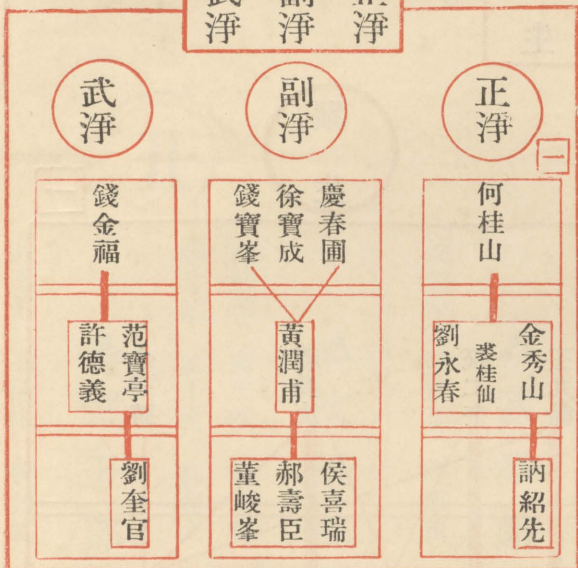 正淨
副淨
武淨
正淨
一
何桂山
金秀山
裘桂仙
劉永春
訥紹先
副淨
慶春圃
徐寶成
錢寶峯
黃潤甫
侯喜瑞
郝壽臣
董峻峯
武淨
錢金福
范寶亭
許德義
劉奎官